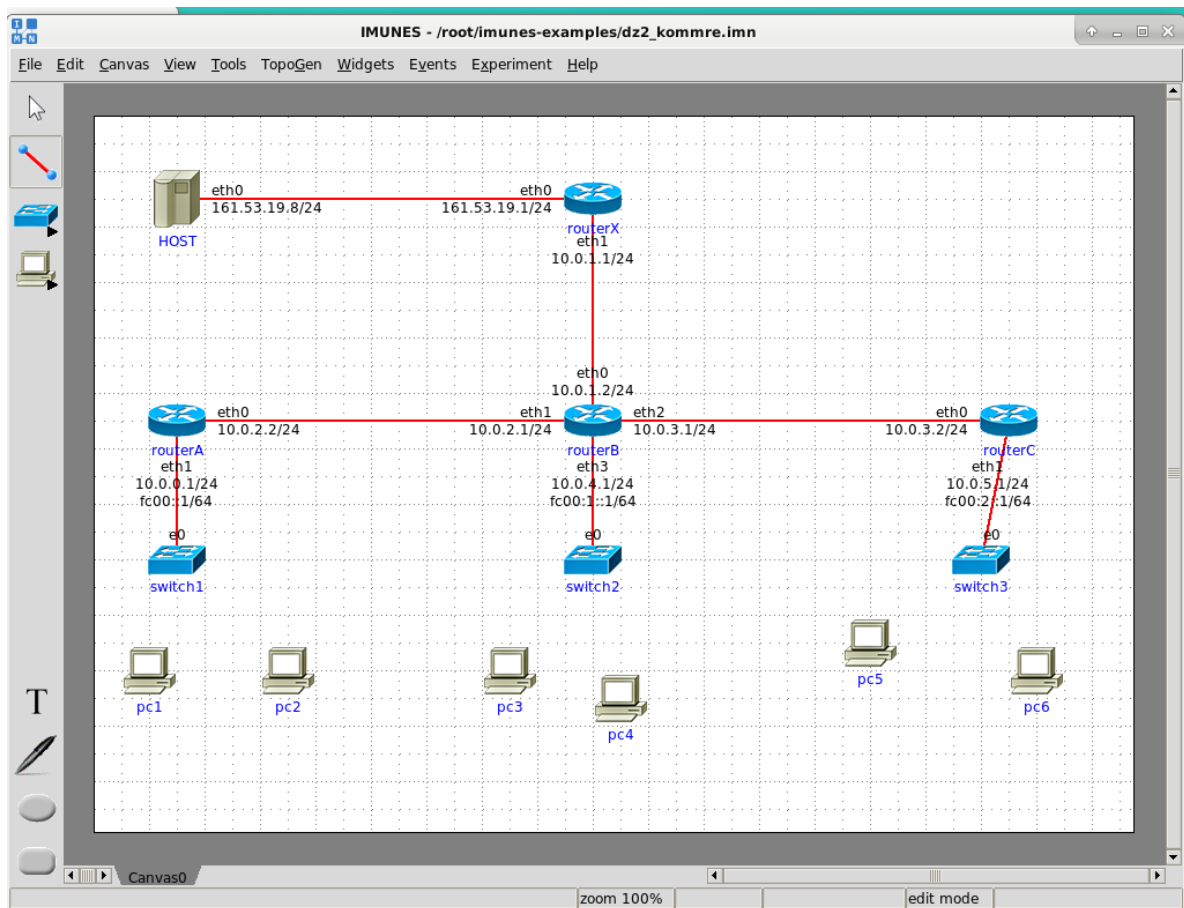 IMUNES - /root/imunes-examples/dz2_kommre.imn
File Edit Canvas View Tools TopoGen Widgets Events Experiment Help
eth0
161.53.19.8/24
HOST
eth0
161.53.19.1/24
routerX
eth1
10.0.1.1/24
eth0
10.0.1.2/24
eth0
10.0.2.2/24
routerA
eth1
10.0.0.1/24
fc00::1/64
eth1
10.0.2.1/24
routerB
eth2
10.0.3.1/24
eth3
10.0.4.1/24
fc00:1::1/64
eth0
10.0.3.2/24
routerC
eth1
10.0.5.1/24
fc00:2::1/64
e0
switch1
e0
switch2
e0
switch3
pc1
pc2
pc3
pc4
pc5
pc6
T
Canvas0
zoom 100%
edit mode